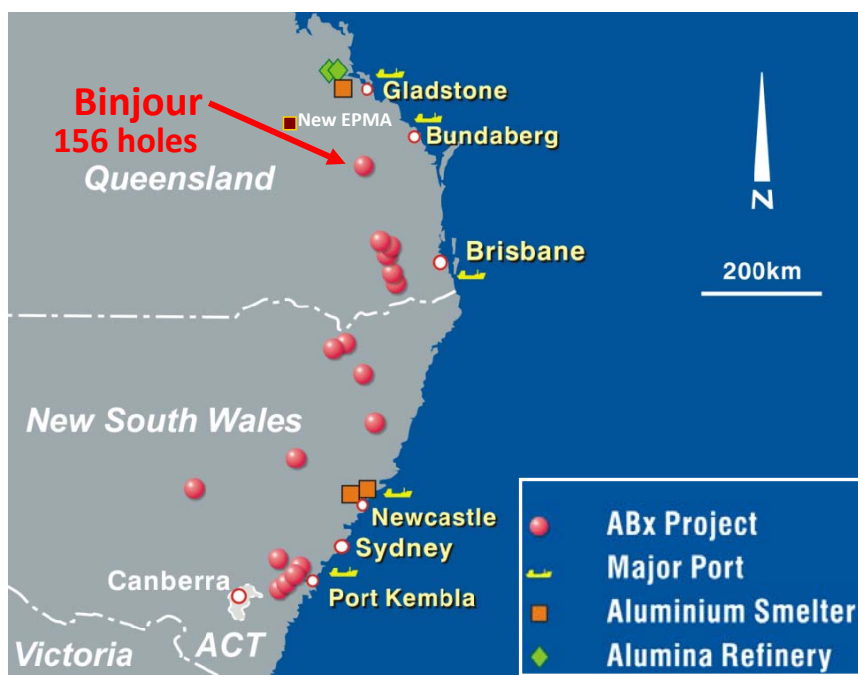 Gladstone
Binjour
156 holes
New EPMA
Bundaberg
Queensland
N
Brisbane
200km
New South Wales
Newcastle
Sydney
Canberra
Port Kembla
ACT
Victoria
ABx Project
Major Port
Aluminium Smelter
Alumina Refinery